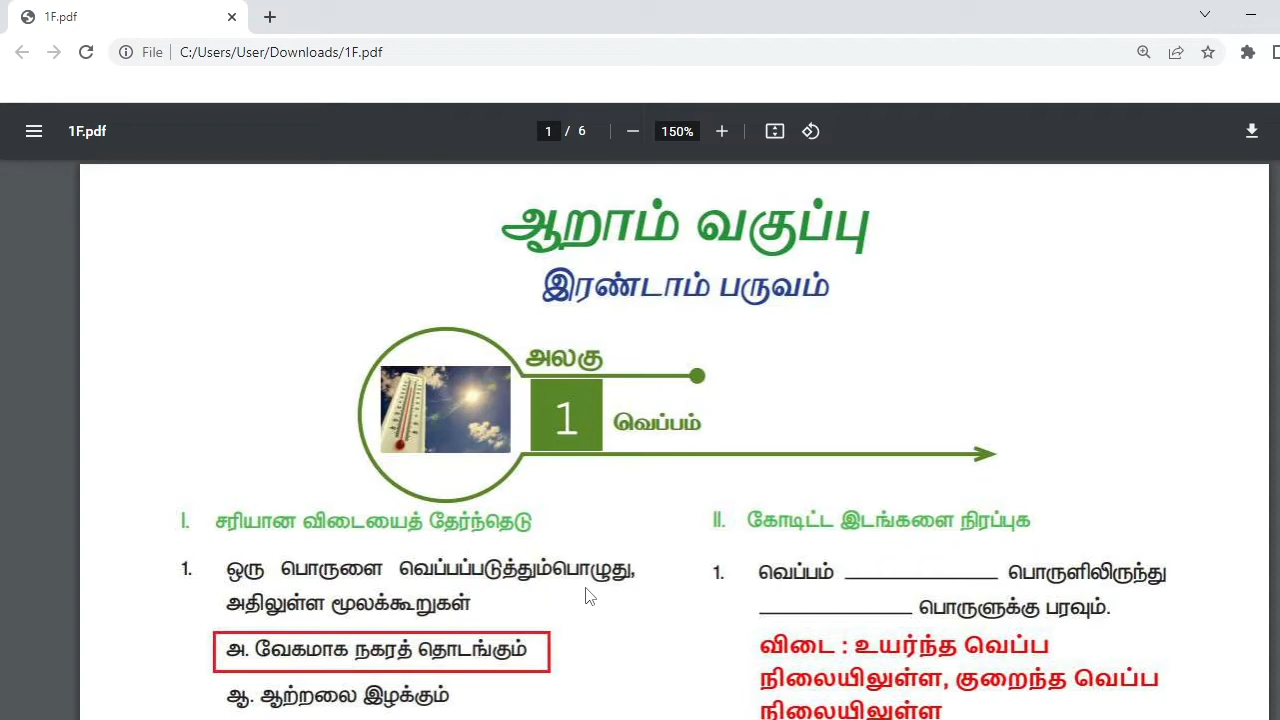 1F.pdf
File
C:/Users/User/Downloads/1F.pdf
1F.pdf
1 / 6
150%
ஆறாம் வகுப்பு
இரண்டாம் பருவம்
அலகு
1
வெப்பம்
I. சரியான விடையைத் தேர்ந்தெடு
1. ஒரு பொருளை வெப்பப்படுத்தும்பொழுது,
அதிலுள்ள மூலக்கூறுகள்
அ. வேகமாக நகரத் தொடங்கும்
ஆ. ஆற்றலை இழக்கும்
II. கோடிட்ட இடங்களை நிரப்புக
1. வெப்பம் ______________ பொருளிலிருந்து
______________ பொருளுக்கு பரவும்.
விடை : உயர்ந்த வெப்ப
நிலையிலுள்ள, குறைந்த வெப்ப
நிலையிலுள்ள